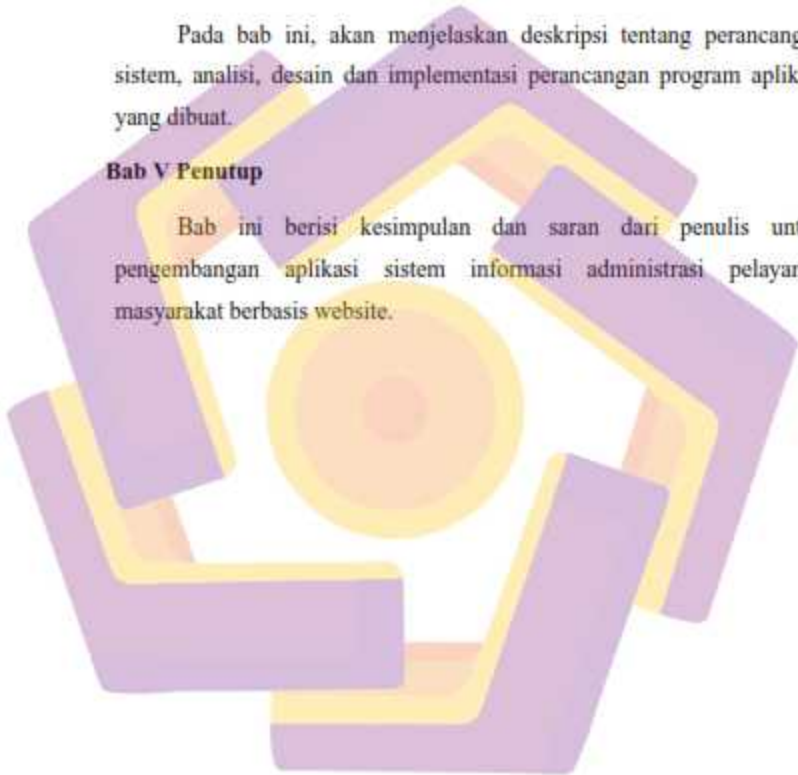 Pada bab ini, akan menjelaskan deskripsi tentang perancang
sistem, analisi, desain dan implementasi perancangan program aplik
yang dibuat.
Bab V Penutup
Bab ini berisi kesimpulan dan saran dari penulis unt
pengembangan aplikasi sistem informasi administrasi pelayan
masyarakat berbasis website.